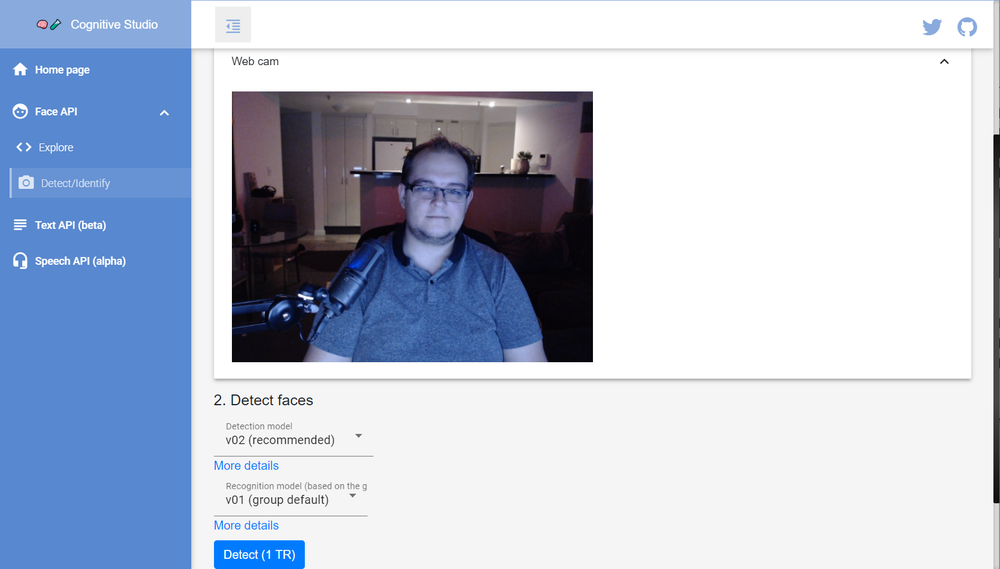 Cognitive Studio
Home page
Face API
Explore
Detect/Identify
Text API (beta)
Speech API (alpha)
Web cam
2. Detect faces
Detection model
v02 (recommended)
More details
Recognition model (based on the g
v01 (group default)
More details
Detect (1 TR)